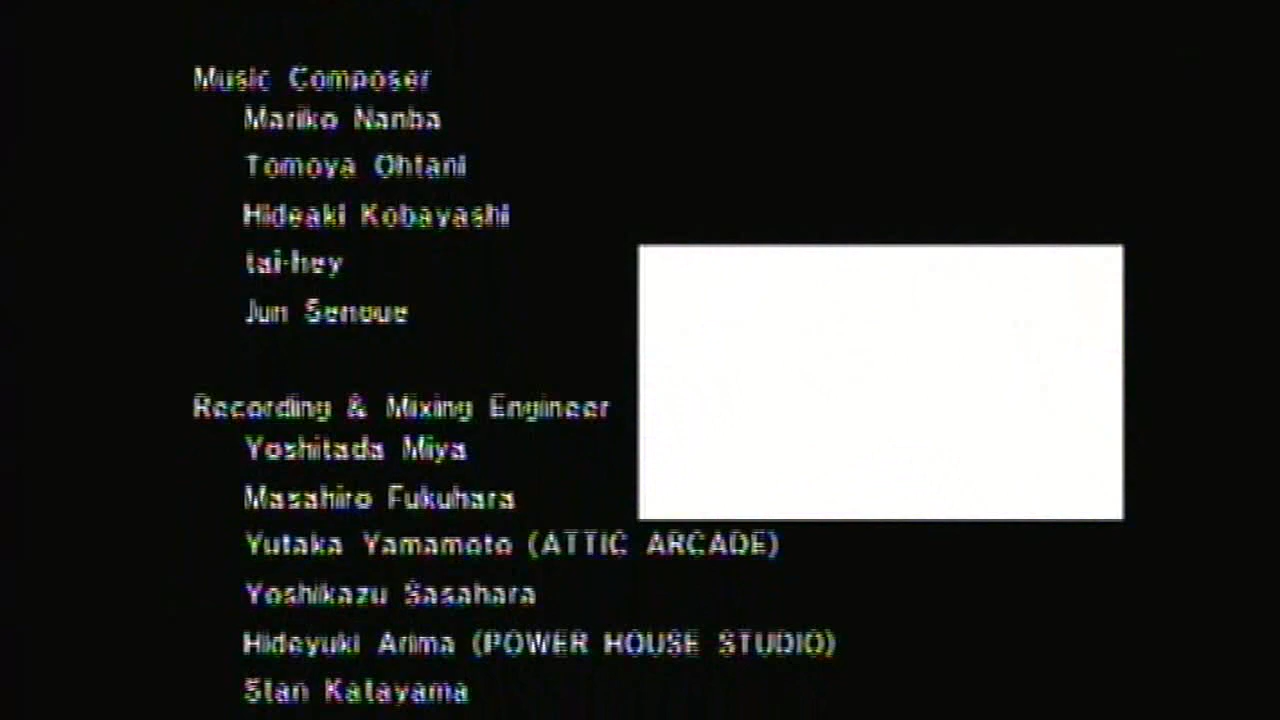 Music Composer
Mariko Nanba
Tomoya Ohtani
Hideaki Kobayashi
tai-hey
Jun Senoue
Recording & Mixing Engineer
Yoshitada Miya
Masahiro Fukuhara
Yutaka Yamamoto (ATTIC ARCADE)
Yoshikazu Sasahara
Hideyuki Arima (POWER HOUSE STUDIO)
Stan Katayama